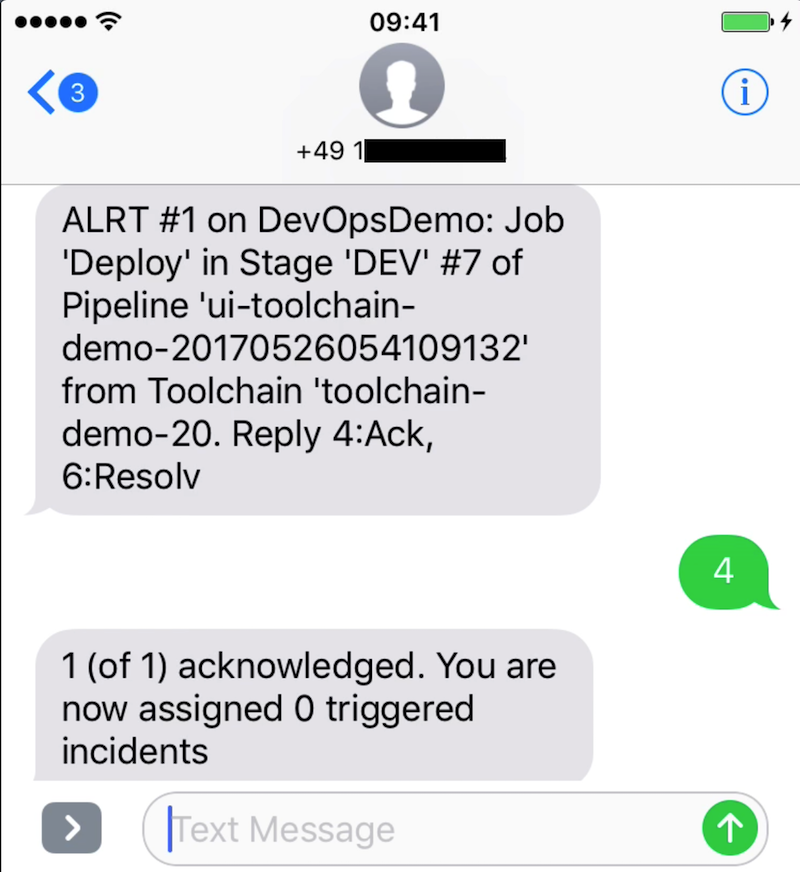 09:41
3
i
+49 1
ALRT #1 on DevOpsDemo: Job
'Deploy' in Stage 'DEV' #7 of
Pipeline 'ui-toolchain-
demo-20170526054109132'
from Toolchain 'toolchain-
demo-20. Reply 4:Ack,
6:Resolv
4
1 (of 1) acknowledged. You are
now assigned 0 triggered
incidents
Text Message